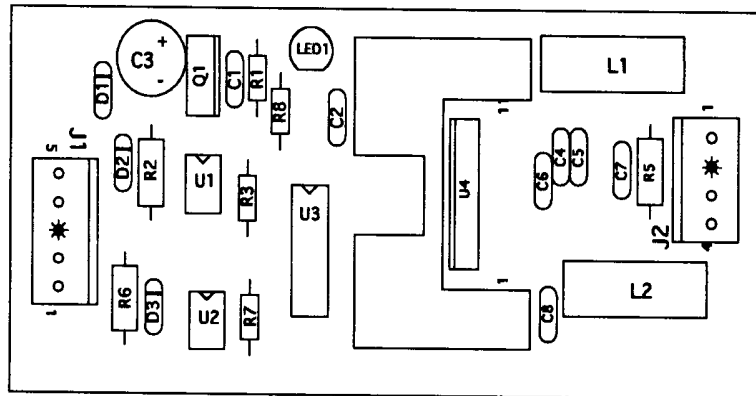 C3
+
-
Q1
C1
R1
LED1
L1
D1
R8
C2
11
1
J1
5
D2
R2
U1
R3
U3
U4
C4
C5
C6
C7
R5
J2
4
1
R6
D3
U2
R7
1
C8
L2